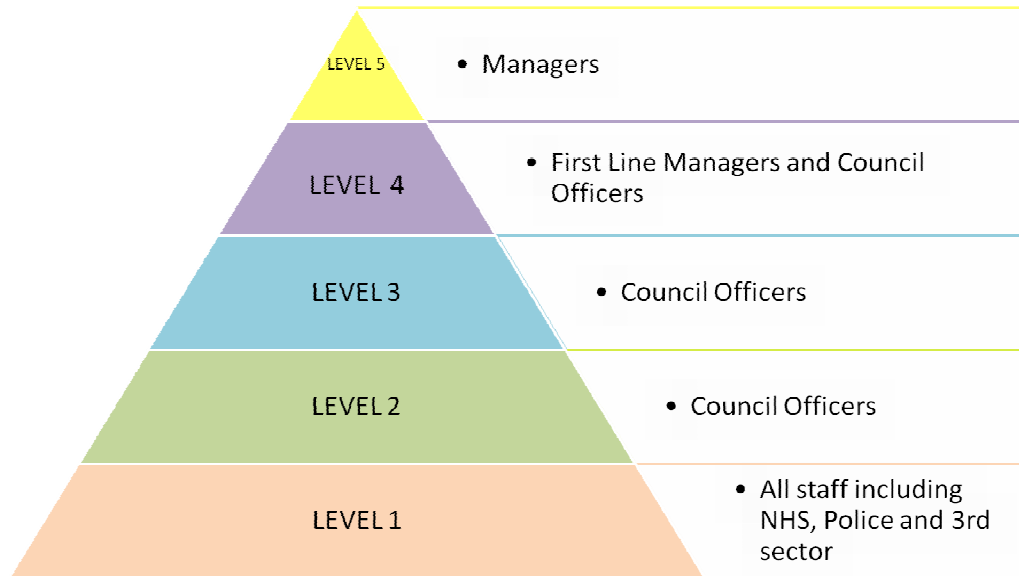 LEVEL 5
• Managers
LEVEL 4
• First Line Managers and Council
Officers
LEVEL 3
• Council Officers
LEVEL 2
• Council Officers
LEVEL 1
• All staff including
NHS, Police and 3rd
sector